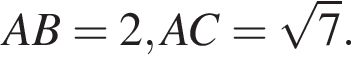 AB = 2, AC = √7.